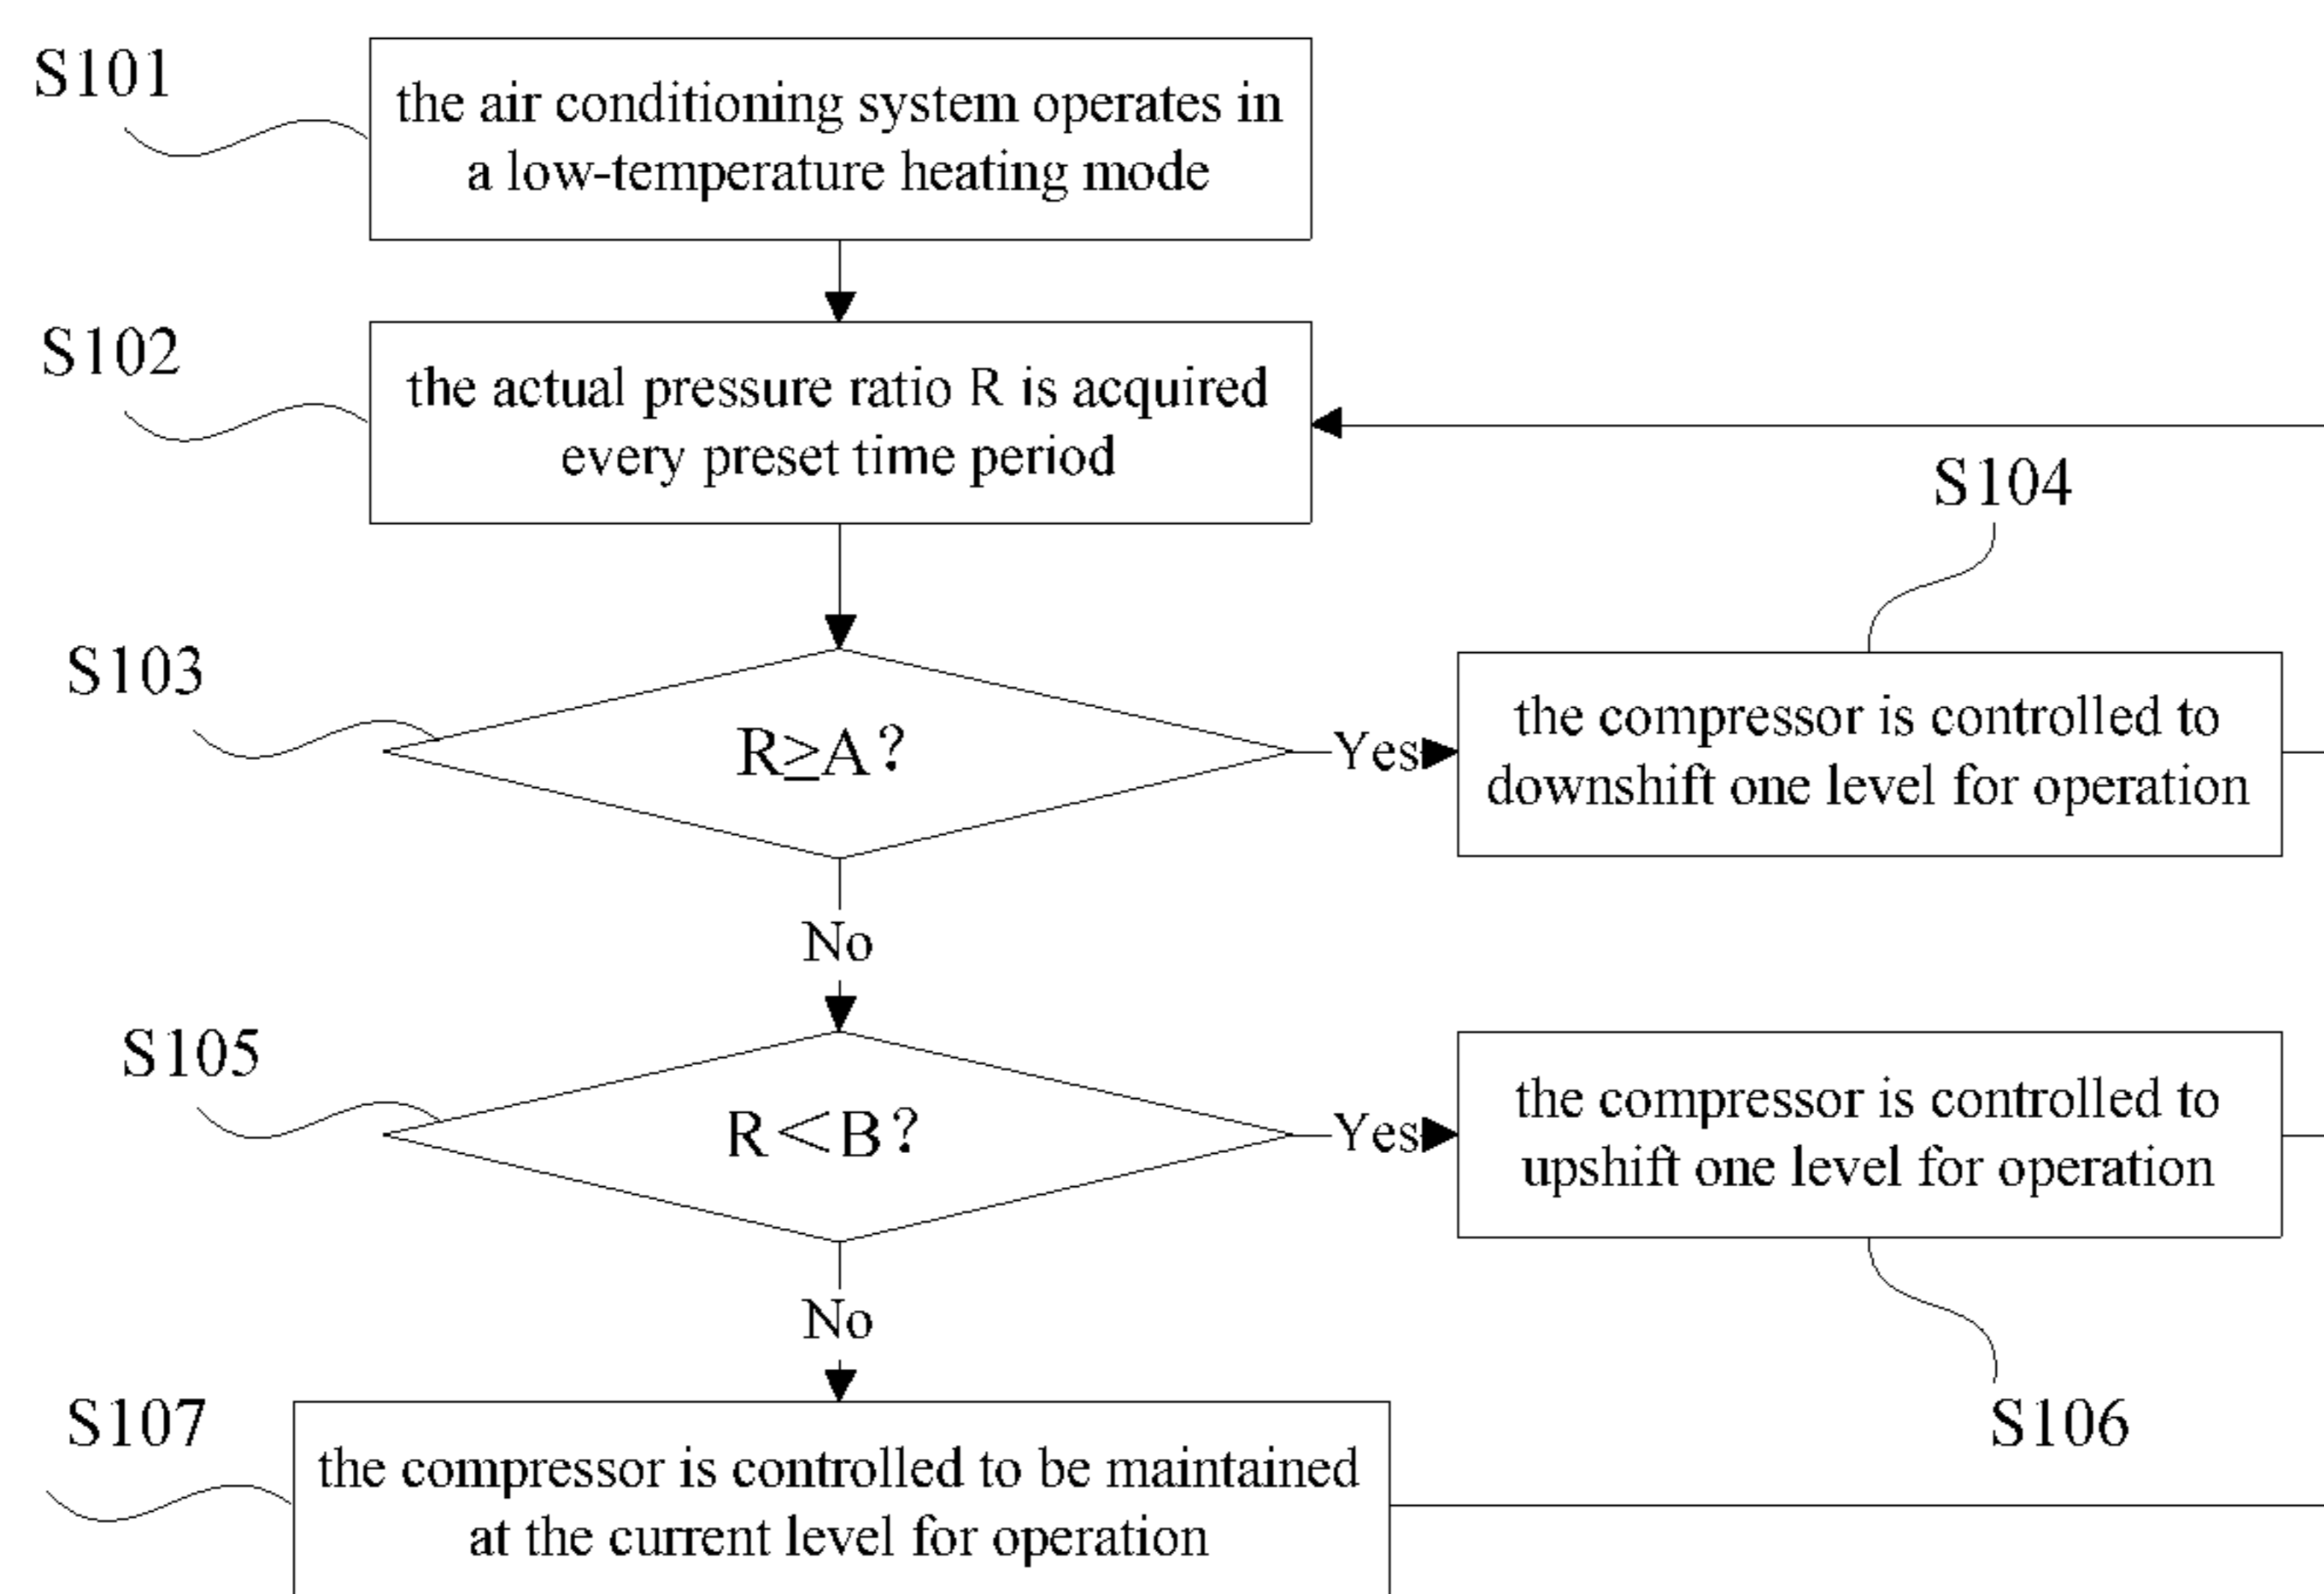 S101
the air conditioning system operates in
a low-temperature heating mode
S102
the actual pressure ratio R is acquired
every preset time period
S104
S103
R≥A?
Yes
the compressor is controlled to
downshift one level for operation
No
S105
R<B?
Yes
the compressor is controlled to
upshift one level for operation
No
S107
S106
the compressor is controlled to be maintained
at the current level for operation